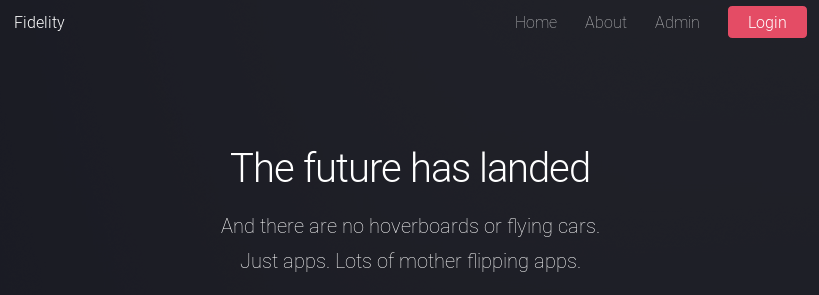 Fidelity
Home About Admin Login
The future has landed
And there are no hoverboards or flying cars.
Just apps. Lots of mother flipping apps.